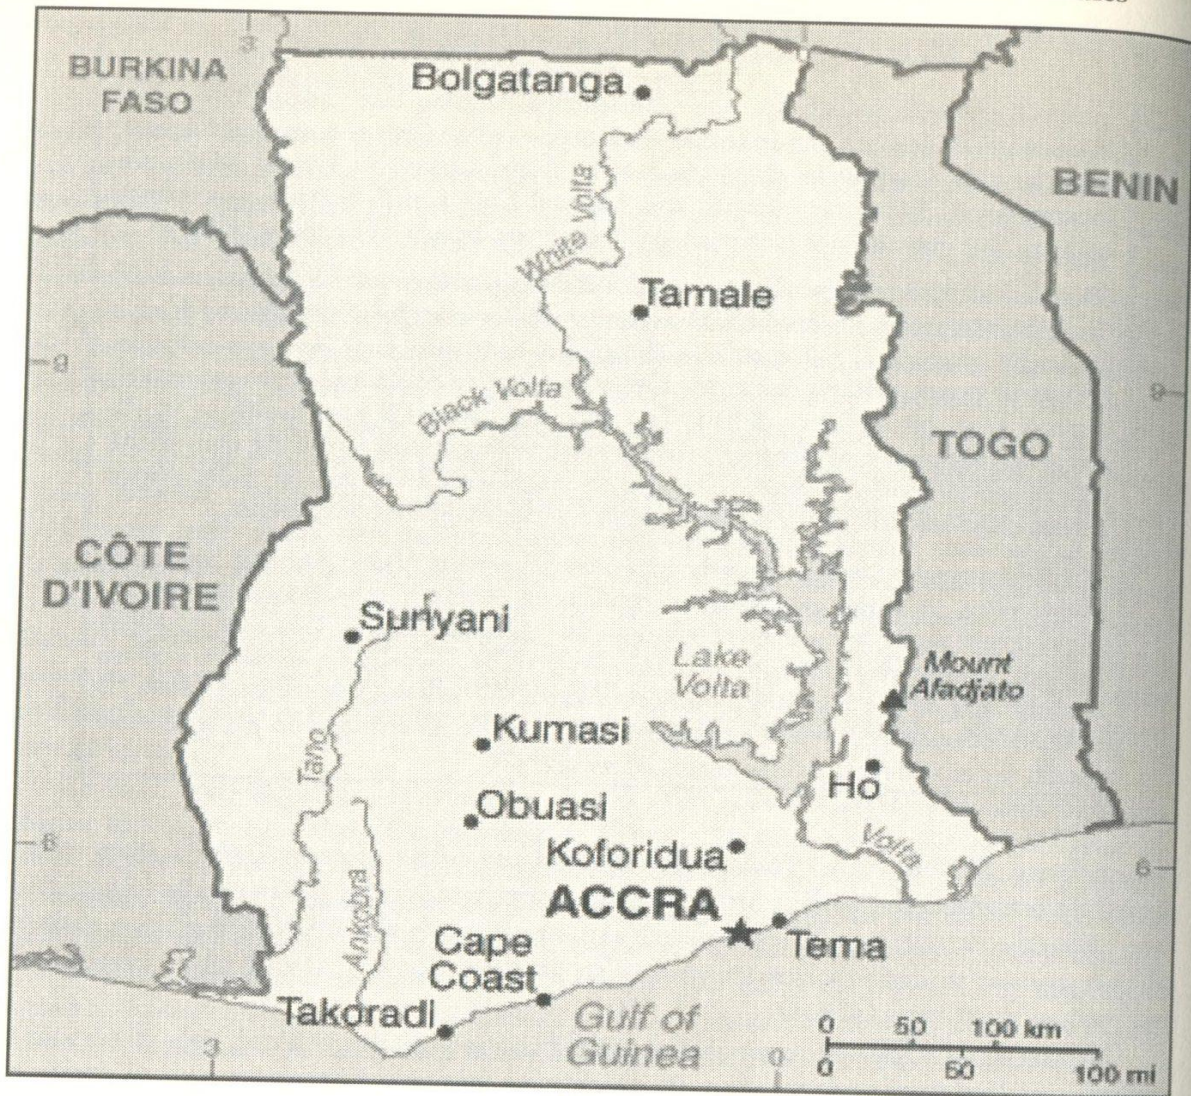 3
BURKINA
FASO
Bolgatanga
BENIN
White Volta
Tamale
9
Black Volta
9
TOGO
CÔTE
D'IVOIRE
Sunyani
Lake
Volta
Mount
Afadjato
Kumasi
Tano
Ho
Obuasi
6
Koforidua
Volta
6
ACCRA
Ankobra
Cape
Coast
Tema
Takoradi
Gulf of
Guinea
0 50 100 km
0 50 100 mi
3
0